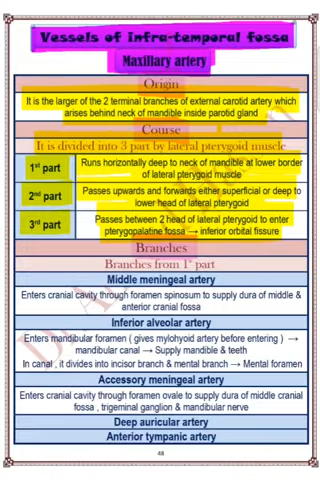 Vessels of Infra-temporal fossa
Maxillary artery
Origin
It is the larger of the 2 terminal branches of external carotid artery which
arises behind neck of mandible inside parotid gland
Course
It is divided into 3 part by lateral pterygoid muscle
1st part
Runs horizontally deep to neck of mandible at lower border
of lateral pterygoid muscle
2nd part
Passes upwards and forwards either superficial or deep to
lower head of lateral pterygoid
3rd part
Passes between 2 head of lateral pterygoid to enter
pterygopalatine fossa → inferior orbital fissure
Branches
Branches from 1st part
Middle meningeal artery
Enters cranial cavity through foramen spinosum to supply dura of middle &
anterior cranial fossa
Inferior alveolar artery
Enters mandibular foramen ( gives mylohyoid artery before entering ) →
mandibular canal → Supply mandible & teeth
In canal , it divides into incisor branch & mental branch → Mental foramen
Accessory meningeal artery
Enters cranial cavity through foramen ovale to supply dura of middle cranial
fossa , trigeminal ganglion & mandibular nerve
Deep auricular artery
Anterior tympanic artery
48